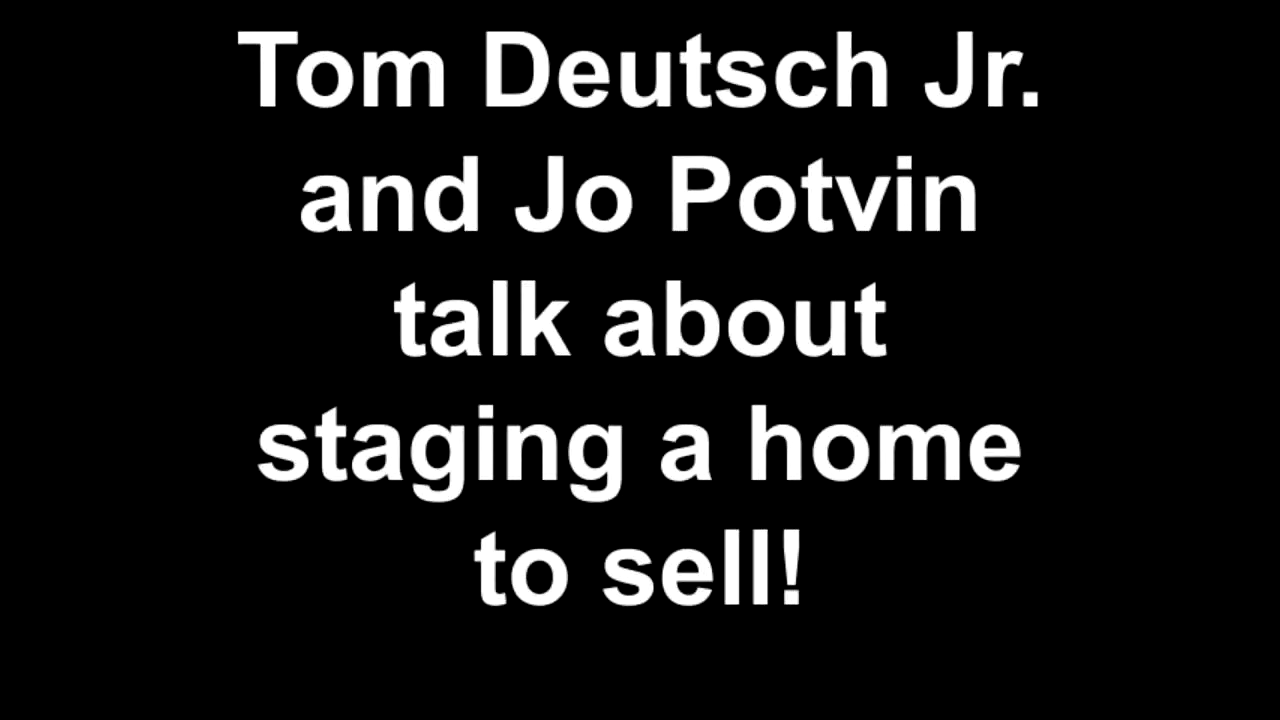 Tom Deutsch Jr.
and Jo Potvin
talk about
staging a home
to sell!